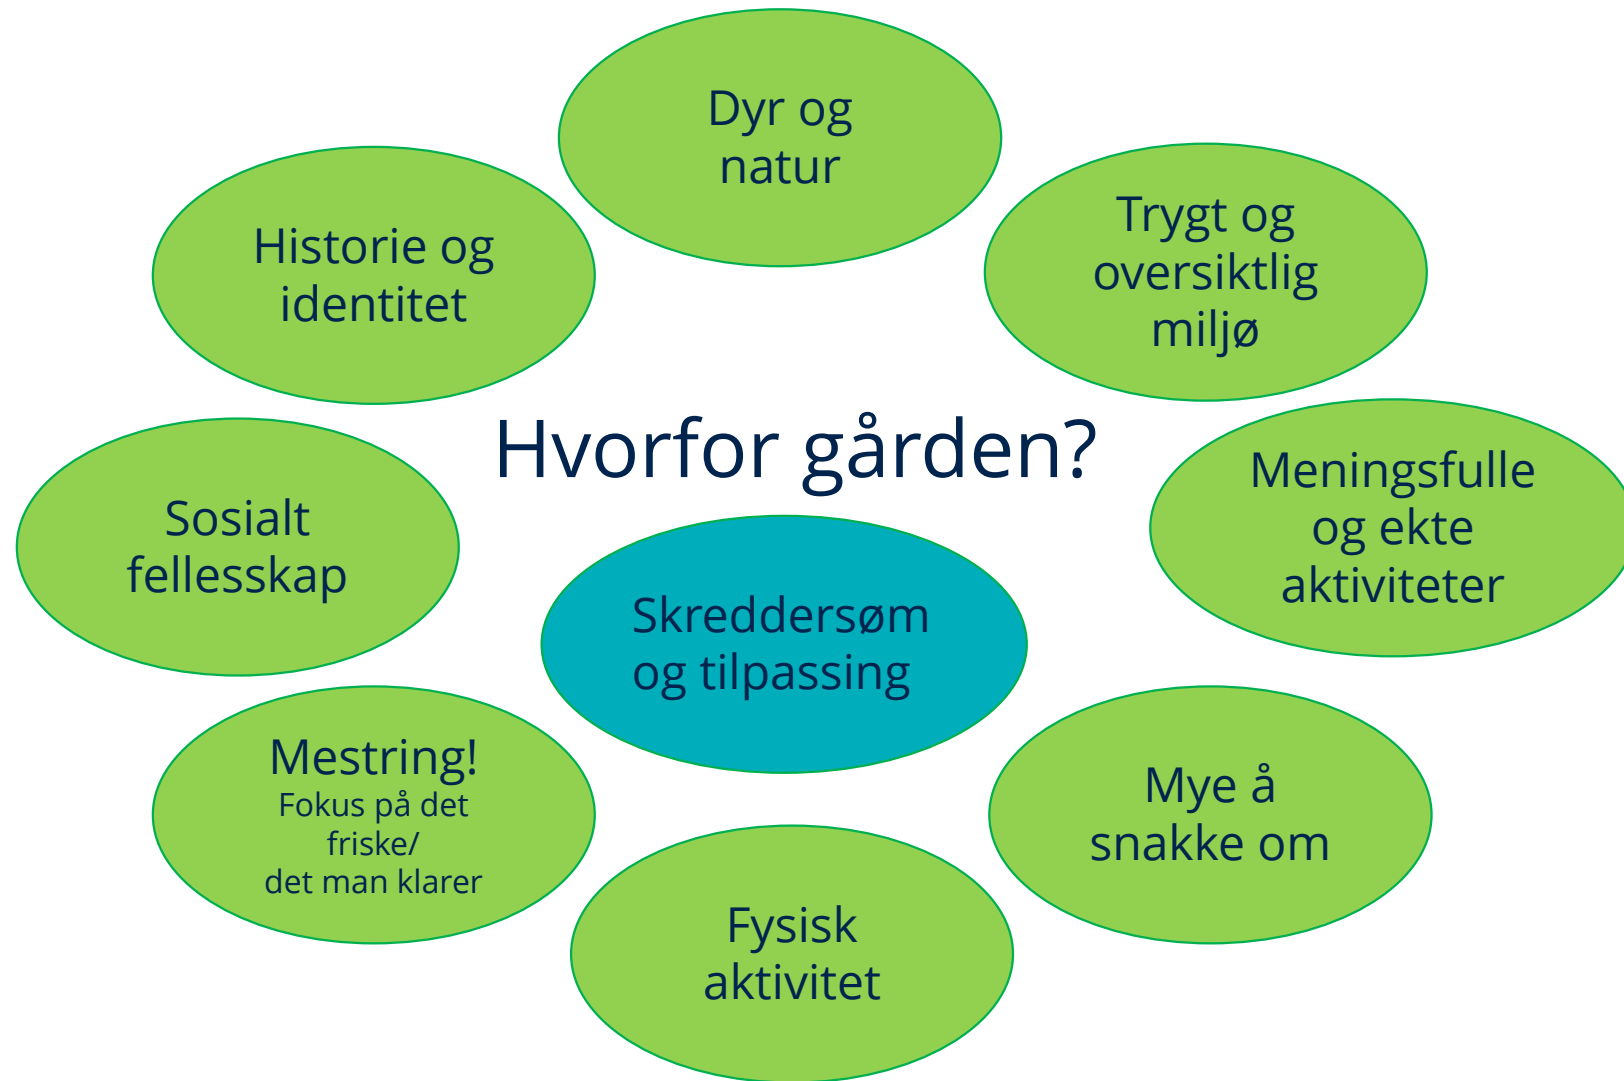 Dyr og
natur
Historie og
identitet
Trygt og
oversiktlig
miljø
Hvorfor gården?
Sosialt
fellesskap
Meningsfulle
og ekte
aktiviteter
Skreddersøm
og tilpassing
Mestring!
Fokus på det
friske/
det man klarer
Mye å
snakke om
Fysisk
aktivitet